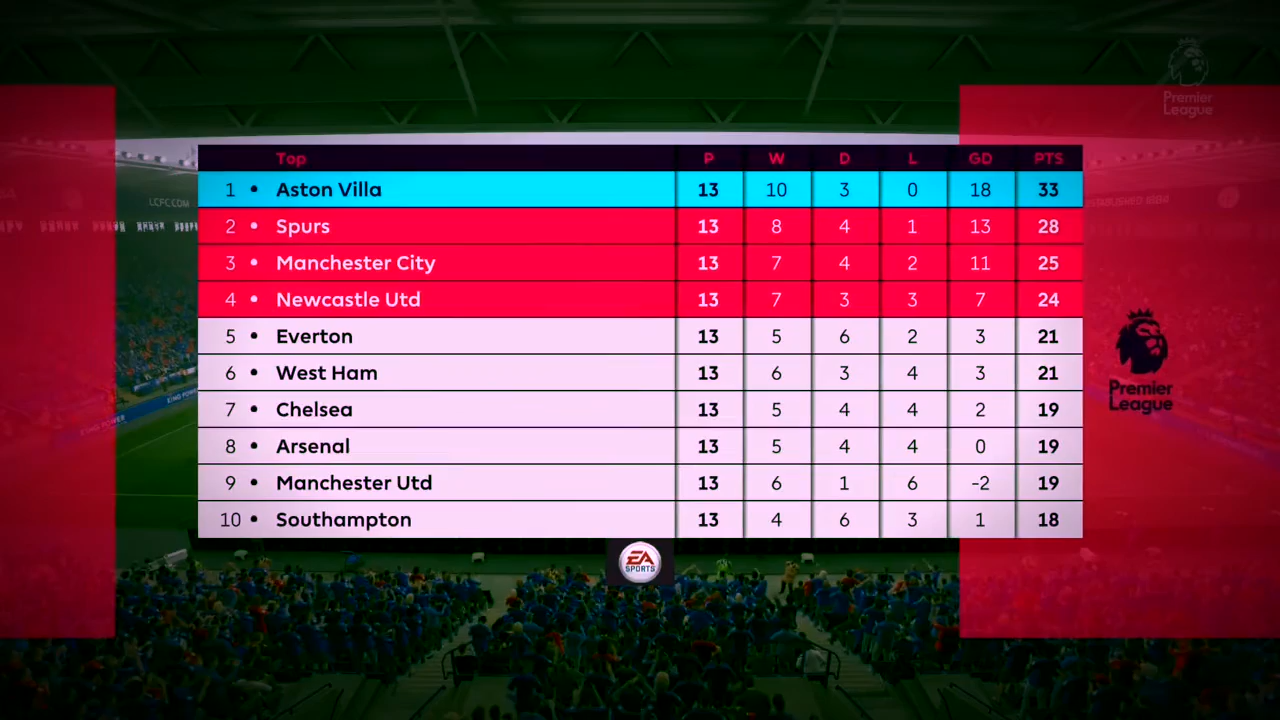 Premier
League
Top P W D L GD PTS
1 • Aston Villa 13 10 3 0 18 33
LCFC.COM
2 • Spurs 13 8 4 1 13 28
3 • Manchester City 13 7 4 2 11 25
4 • Newcastle Utd 13 7 3 3 7 24
5 • Everton 13 5 6 2 3 21
6 • West Ham 13 6 3 4 3 21
7 • Chelsea 13 5 4 4 2 19
Premier
League
KING POWER
8 • Arsenal 13 5 4 4 0 19
9 • Manchester Utd 13 6 1 6 -2 19
10 • Southampton 13 4 6 3 1 18
EA
SPORTS